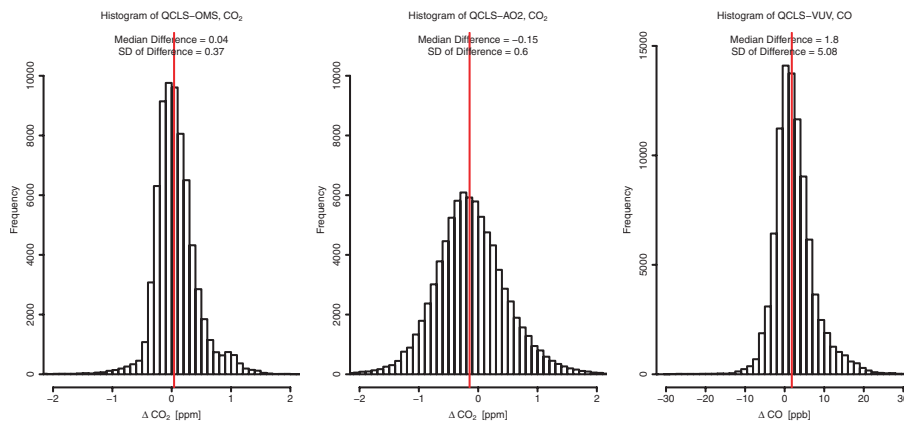 Histogram of QCLS−OMS, CO₂
Median Difference = 0.04
SD of Difference = 0.37
Frequency
0
2000
4000
6000
8000
10000
−2
−1
0
1
2
Δ CO₂ [ppm]
Histogram of QCLS−AO2, CO₂
Median Difference = −0.15
SD of Difference = 0.6
Frequency
0
2000
4000
6000
8000
10000
−2
−1
0
1
2
Δ CO₂ [ppm]
Histogram of QCLS−VUV, CO
Median Difference = 1.8
SD of Difference = 5.08
Frequency
0
5000
10000
15000
−30
−20
−10
0
10
20
30
Δ CO [ppb]